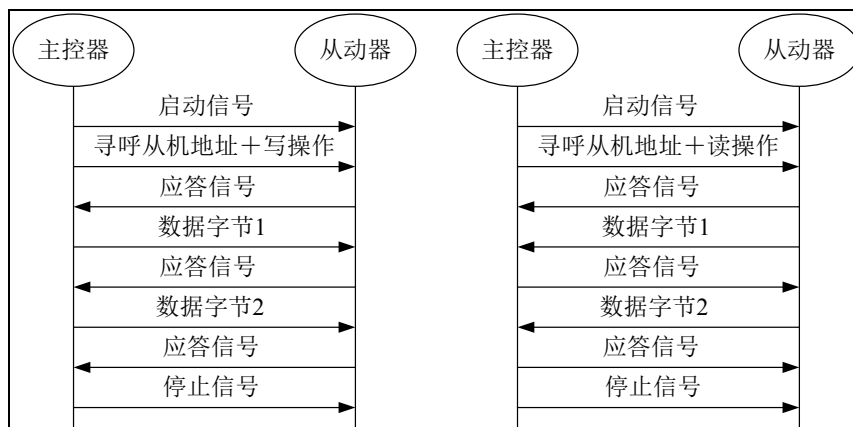 主控器 从动器 主控器 从动器
启动信号 启动信号
寻呼从机地址＋写操作 寻呼从机地址＋读操作
应答信号 应答信号
数据字节1 数据字节1
应答信号 应答信号
数据字节2 数据字节2
应答信号 应答信号
停止信号 停止信号